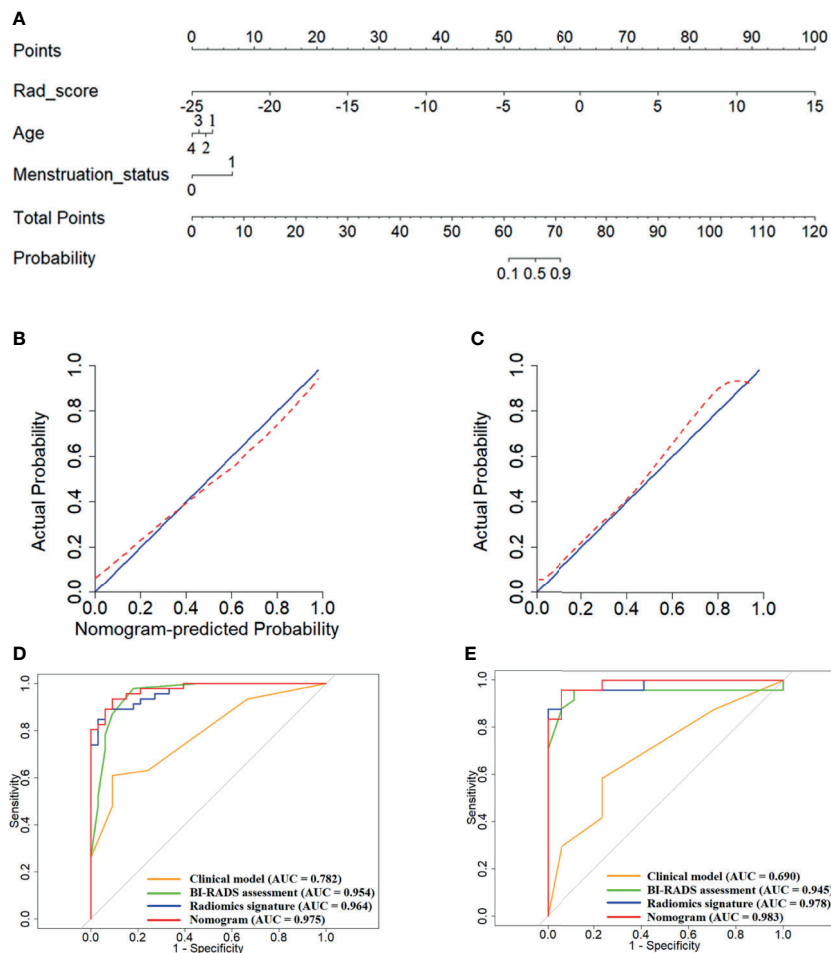 A
Points
0 10 20 30 40 50 60 70 80 90 100
Rad_score
-25 -20 -15 -10 -5 0 5 10 15
Age
3 1
4 2
Menstruation_status
1
0
Total Points
0 10 20 30 40 50 60 70 80 90 100 110 120
Probability
0.1 0.5 0.9
B
Actual Probability
0.0 0.2 0.4 0.6 0.8 1.0
0.0 0.2 0.4 0.6 0.8 1.0
Nomogram-predicted Probability
C
Actual Probability
0.0 0.2 0.4 0.6 0.8 1.0
0.0 0.2 0.4 0.6 0.8 1.0
D
Sensitivity
0.0 0.2 0.4 0.6 0.8 1.0
Clinical model (AUC = 0.782)
BI-RADS assessment (AUC = 0.954)
Radiomics signature (AUC = 0.964)
Nomogram (AUC = 0.975)
0.0 0.2 0.4 0.6 0.8 1.0
1 - Specificity
E
Sensitivity
0.0 0.2 0.4 0.6 0.8 1.0
Clinical model (AUC = 0.690)
BI-RADS assessment (AUC = 0.945)
Radiomics signature (AUC = 0.978)
Nomogram (AUC = 0.983)
0.0 0.2 0.4 0.6 0.8 1.0
1 - Specificity